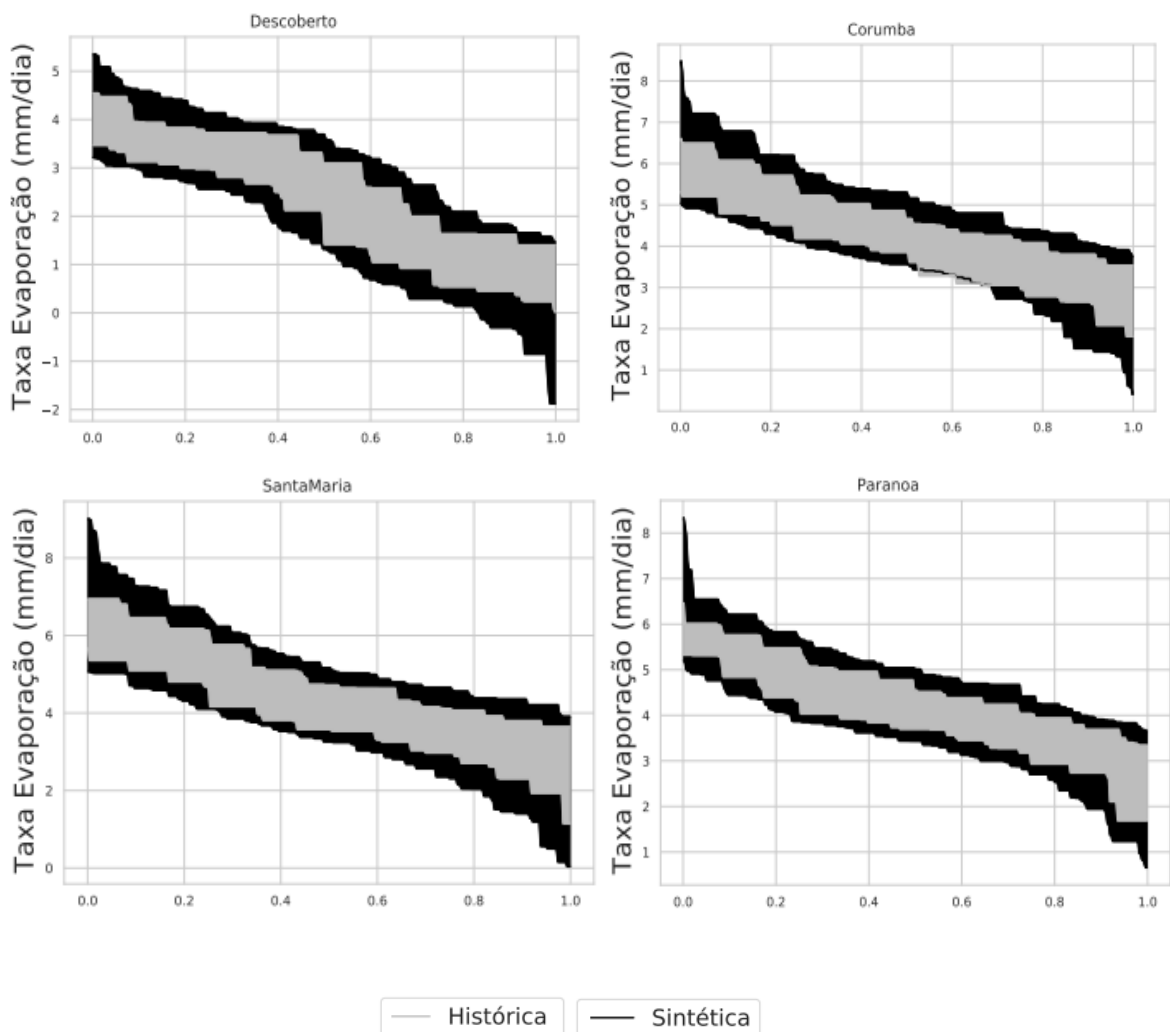 Descoberto
Taxa Evaporação (mm/dia)
5
4
3
2
1
0
−1
−2
0.0 0.2 0.4 0.6 0.8 1.0
Corumba
Taxa Evaporação (mm/dia)
8
7
6
5
4
3
2
1
0.0 0.2 0.4 0.6 0.8 1.0
SantaMaria
Taxa Evaporação (mm/dia)
8
6
4
2
0
0.0 0.2 0.4 0.6 0.8 1.0
Paranoa
Taxa Evaporação (mm/dia)
8
7
6
5
4
3
2
1
0.0 0.2 0.4 0.6 0.8 1.0
Histórica Sintética